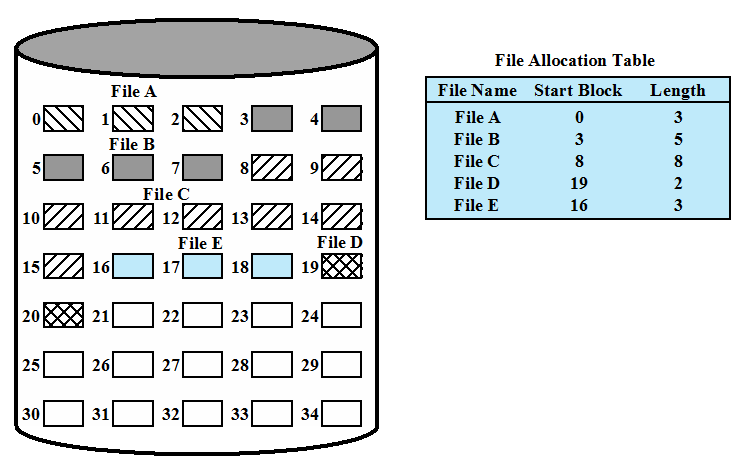 File Allocation Table
File Name Start Block Length
File A 0 3
File B 3 5
File C 8 8
File D 19 2
File E 16 3
File A
0 1 2 3 4
File B
5 6 7 8 9
File C
10 11 12 13 14
File E File D
15 16 17 18 19
20 21 22 23 24
25 26 27 28 29
30 31 32 33 34